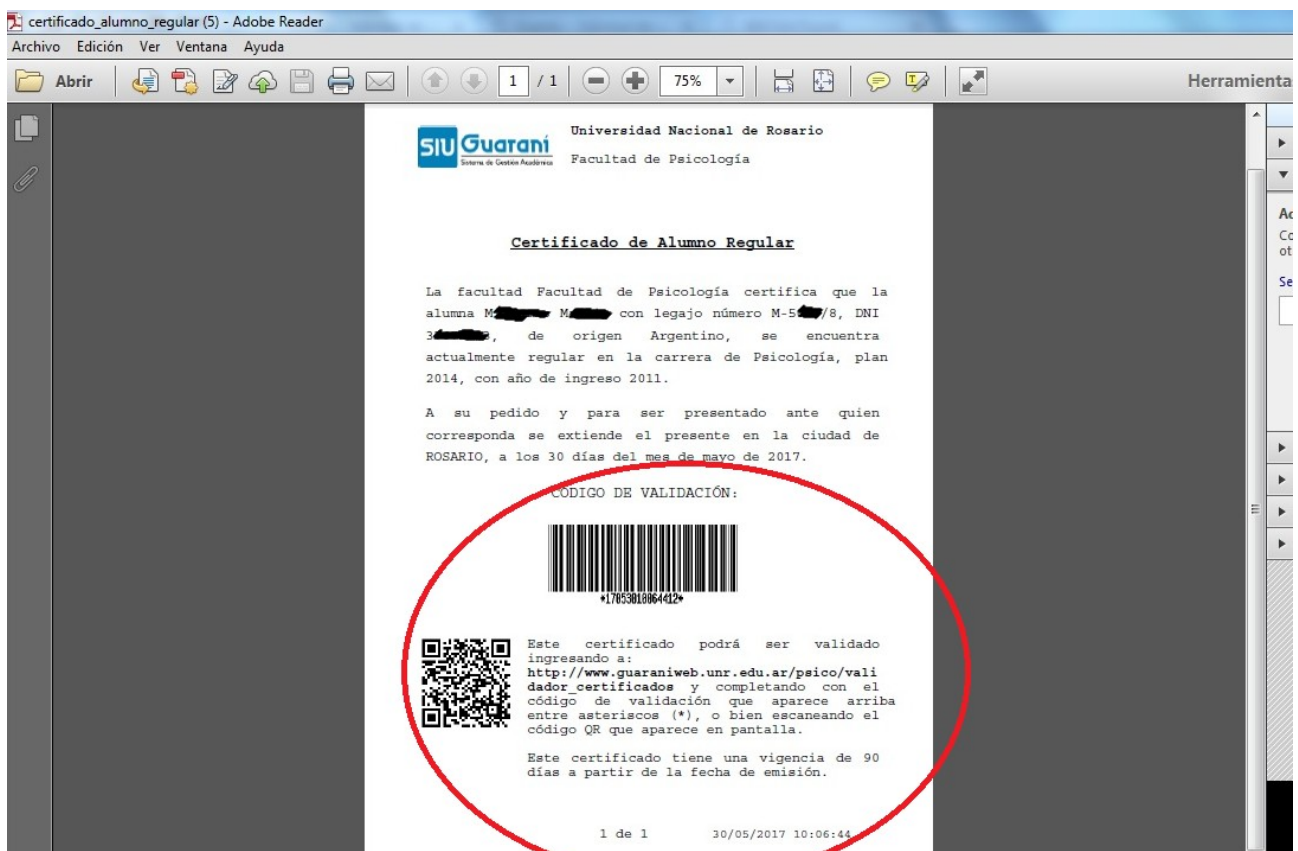 certificado_alumno_regular (5) - Adobe Reader
Archivo Edición Ver Ventana Ayuda
Abrir 1 / 1 75% Herramienta
SIU Guaraní
Sistema de Gestión Académica
Universidad Nacional de Rosario
Facultad de Psicología
Certificado de Alumno Regular
La facultad Facultad de Psicología certifica que la
alumna M M con legajo número M-5 /8, DNI
3 , de origen Argentino, se encuentra
actualmente regular en la carrera de Psicología, plan
2014, con año de ingreso 2011.
A su pedido y para ser presentado ante quien
corresponda se extiende el presente en la ciudad de
ROSARIO, a los 30 días del mes de mayo de 2017.
CODIGO DE VALIDACIÓN:
*17053010064412*
Este certificado podrá ser validado
ingresando a:
http://www.guaraniweb.unr.edu.ar/psico/vali
dador_certificados y completando con el
código de validación que aparece arriba
entre asteriscos (*), o bien escaneando el
código QR que aparece en pantalla.
Este certificado tiene una vigencia de 90
días a partir de la fecha de emisión.
1 de 1 30/05/2017 10:06:44